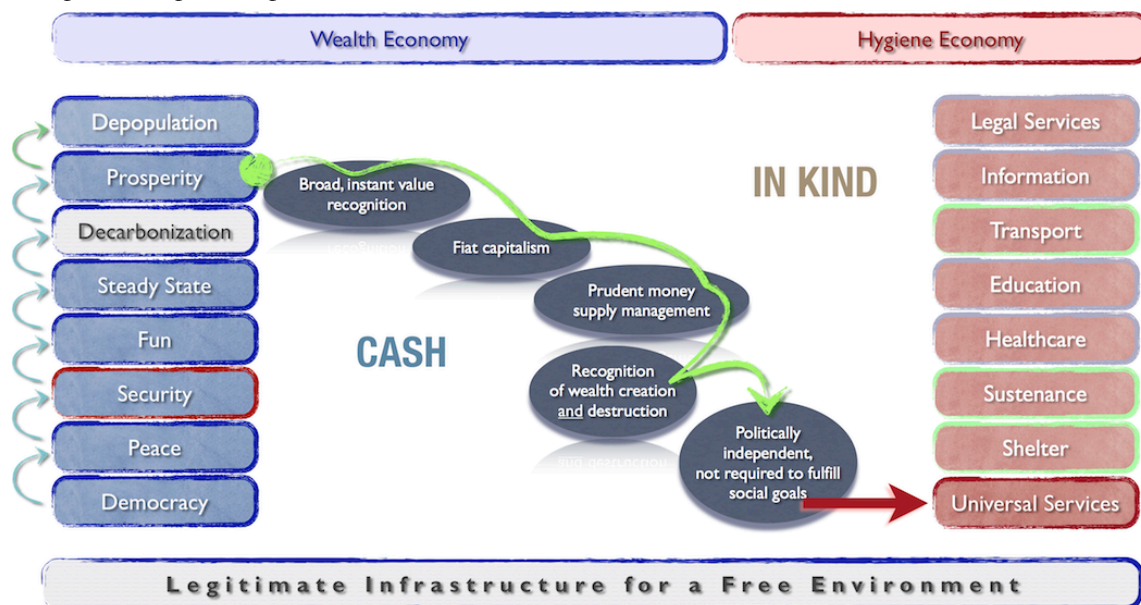 Wealth Economy
Hygiene Economy
Depopulation
Prosperity
Decarbonization
Steady State
Fun
Security
Peace
Democracy
Broad, instant value
recognition
Fiat capitalism
Prudent money
supply management
Recognition
of wealth creation
and destruction
Politically
independent,
not required to fulfill
social goals
CASH
IN KIND
Legal Services
Information
Transport
Education
Healthcare
Sustenance
Shelter
Universal Services
Legitimate Infrastructure for a Free Environment